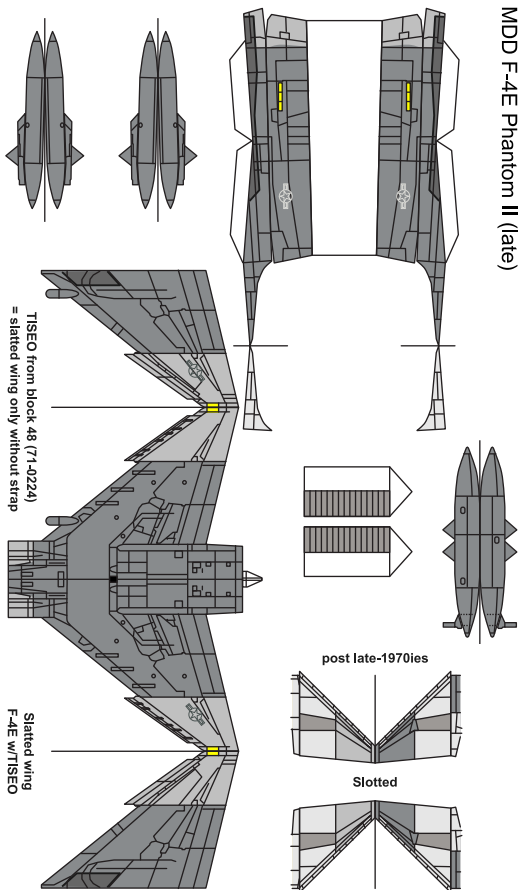 MDD F-4E Phantom II (late)
TISEO from block 48 (71-0224)
= slatted wing only without strap
post late-1970ies
Slotted
Slatted wing
F-4E w/TISEO